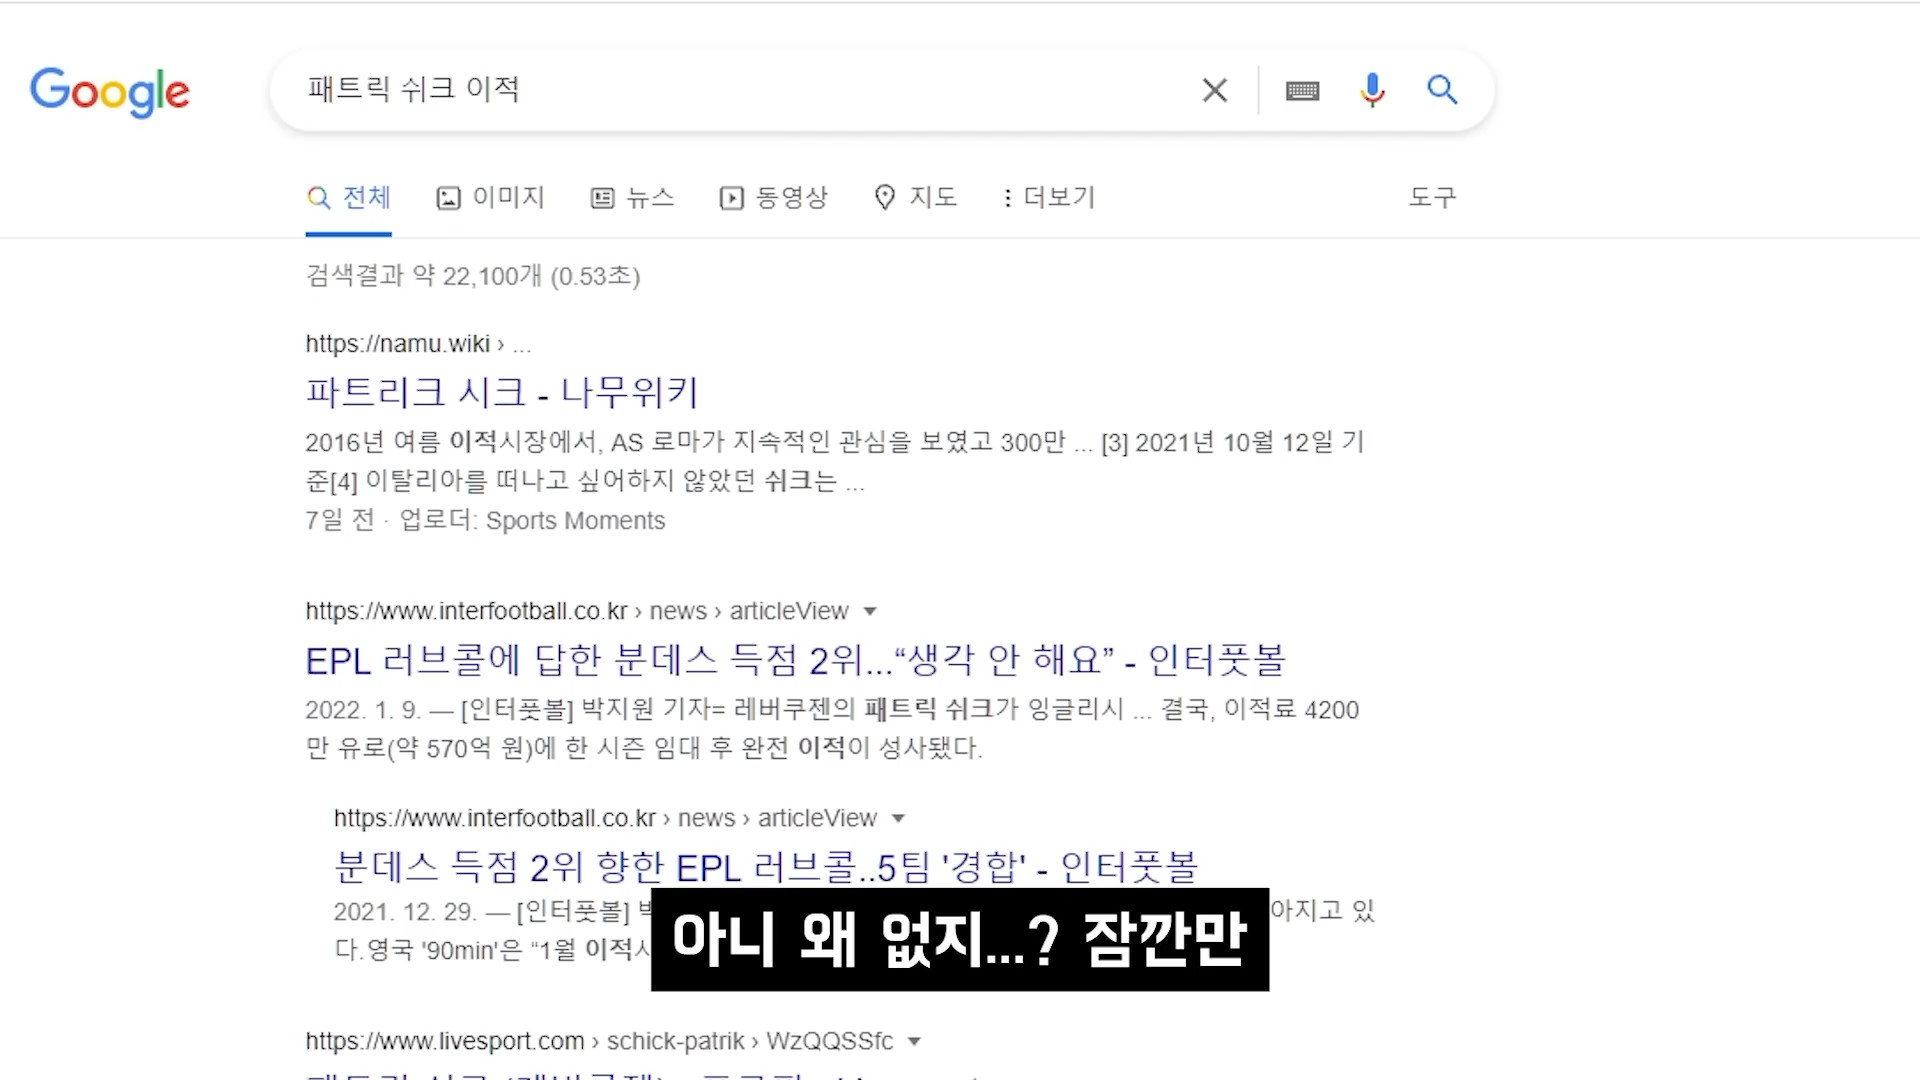 Google
패트릭 쉬크 이적
전체 이미지 뉴스 동영상 지도 더보기 도구
검색결과 약 22,100개 (0.53초)
https://namu.wiki › ...
파트리크 시크 - 나무위키
2016년 여름 이적시장에서, AS 로마가 지속적인 관심을 보였고 300만 ... [3] 2021년 10월 12일 기
준[4] 이탈리아를 떠나고 싶어하지 않았던 쉬크는 ...
7일 전 · 업로더: Sports Moments
https://www.interfootball.co.kr › news › articleView
EPL 러브콜에 답한 분데스 득점 2위...“생각 안 해요” - 인터풋볼
2022. 1. 9. — [인터풋볼] 박지원 기자= 레버쿠젠의 패트릭 쉬크가 잉글리시 ... 결국, 이적료 4200
만 유로(약 570억 원)에 한 시즌 임대 후 완전 이적이 성사됐다.
https://www.interfootball.co.kr › news › articleView
분데스 득점 2위 향한 EPL 러브콜..5팀 '경합' - 인터풋볼
2021. 12. 29. — [인터풋볼] 아지고 있
다.영국 '90min'은 “1월 이적
아니 왜 없지...? 잠깐만
https://www.livesport.com › schick-patrik › WzQQSSfc